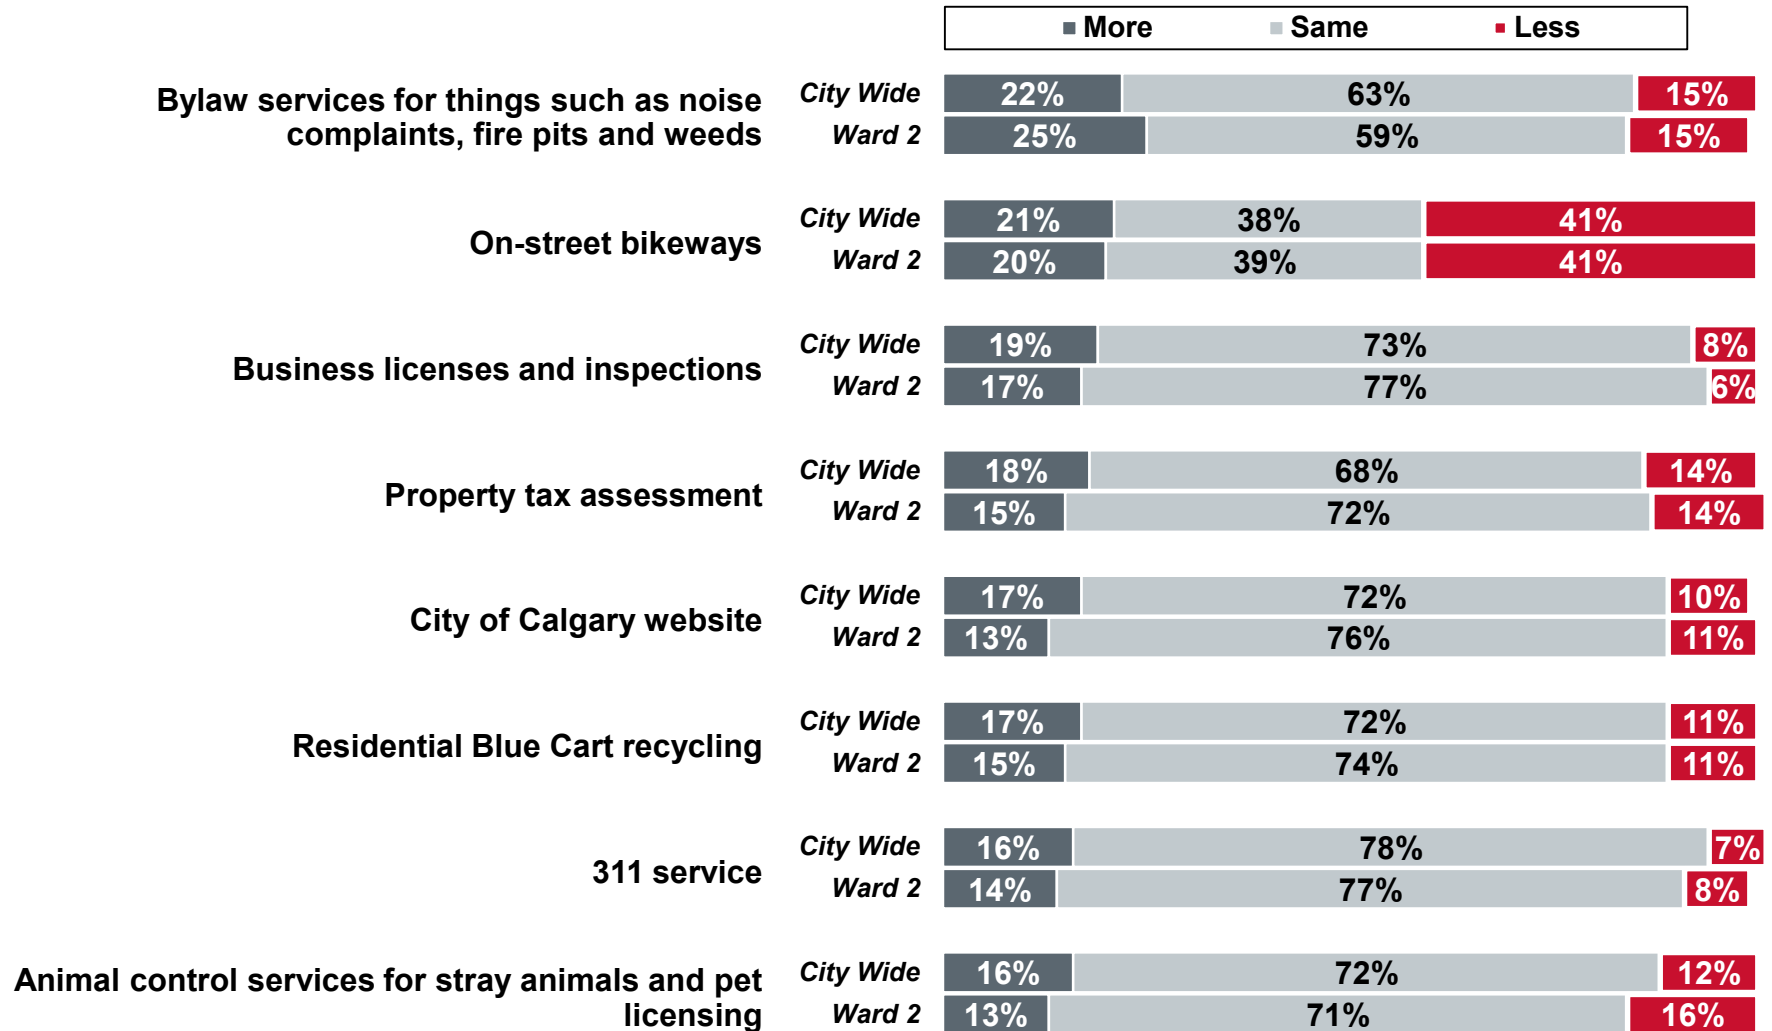 More Same Less
Bylaw services for things such as noise
complaints, fire pits and weeds
City Wide 22% 63% 15%
Ward 2 25% 59% 15%
On-street bikeways
City Wide 21% 38% 41%
Ward 2 20% 39% 41%
Business licenses and inspections
City Wide 19% 73% 8%
Ward 2 17% 77% 6%
Property tax assessment
City Wide 18% 68% 14%
Ward 2 15% 72% 14%
City of Calgary website
City Wide 17% 72% 10%
Ward 2 13% 76% 11%
Residential Blue Cart recycling
City Wide 17% 72% 11%
Ward 2 15% 74% 11%
311 service
City Wide 16% 78% 7%
Ward 2 14% 77% 8%
Animal control services for stray animals and pet
licensing
City Wide 16% 72% 12%
Ward 2 13% 71% 16%